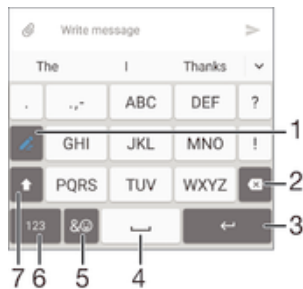 Write message
The I Thanks
. .,- ABC DEF ?
GHI JKL MNO ! 1
PQRS TUV WXYZ 2
123 &☺ 3
7 6 5 4